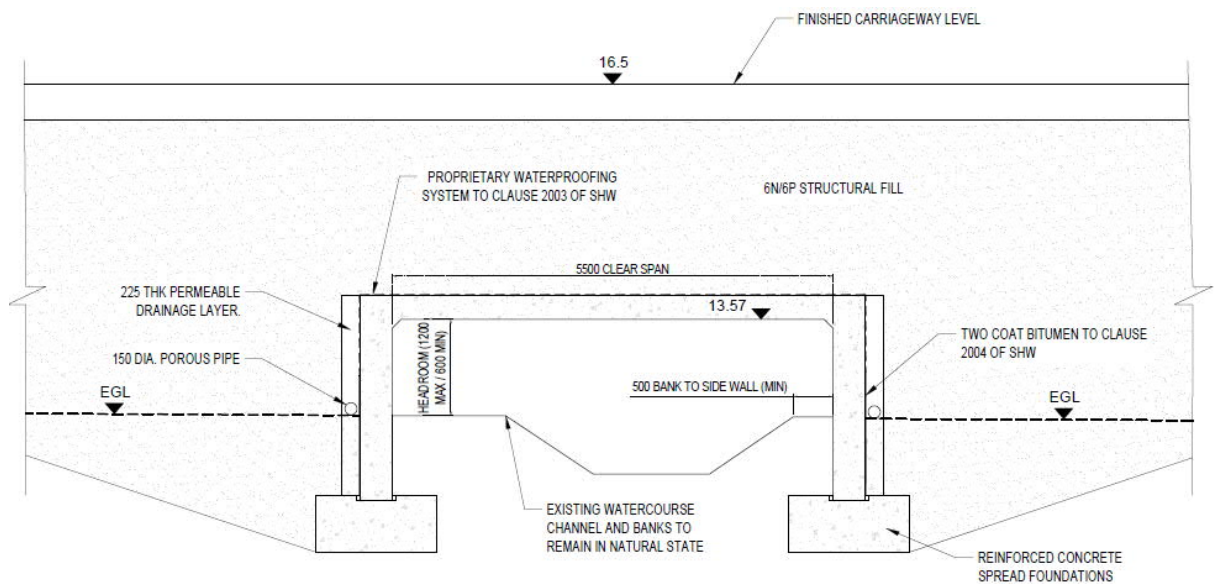 FINISHED CARRIAGEWAY LEVEL
16.5
PROPRIETARY WATERPROOFING
SYSTEM TO CLAUSE 2003 OF SHW
6N/6P STRUCTURAL FILL
5500 CLEAR SPAN
225 THK PERMEABLE
DRAINAGE LAYER.
13.57
HEADROOM (1200
MAX / 600 MIN)
TWO COAT BITUMEN TO CLAUSE
2004 OF SHW
150 DIA. POROUS PIPE
500 BANK TO SIDE WALL (MIN)
EGL
EGL
EXISTING WATERCOURSE
CHANNEL AND BANKS TO
REMAIN IN NATURAL STATE
REINFORCED CONCRETE
SPREAD FOUNDATIONS